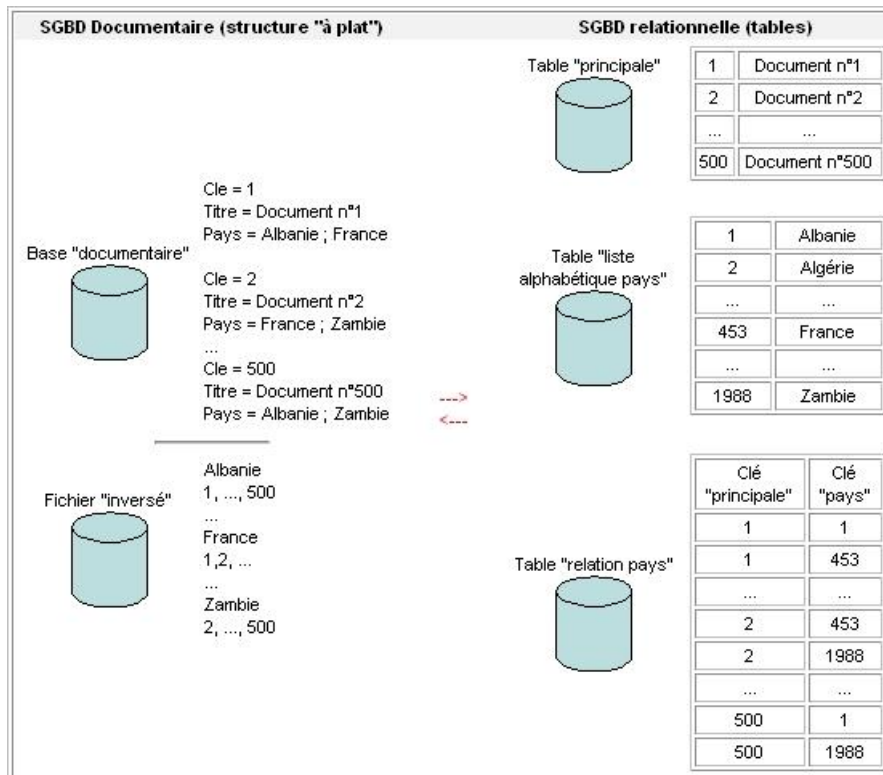 SGBD Documentaire (structure "à plat")
Base "documentaire"
Cle = 1
Titre = Document n°1
Pays = Albanie ; France
Cle = 2
Titre = Document n°2
Pays = France ; Zambie
...
Cle = 500
Titre = Document n°500
Pays = Albanie ; Zambie
Fichier "inversé"
Albanie
1, ..., 500
...
France
1,2, ...
...
Zambie
2, ..., 500
--->
<---
SGBD relationnelle (tables)
Table "principale"
1 Document n°1
2 Document n°2
... ...
500 Document n°500
Table "liste
alphabétique pays"
1 Albanie
2 Algérie
... ...
453 France
... ...
1988 Zambie
Table "relation pays"
Clé Clé
"principale" "pays"
1 1
1 453
... ...
2 453
2 1988
... ...
500 1
500 1988